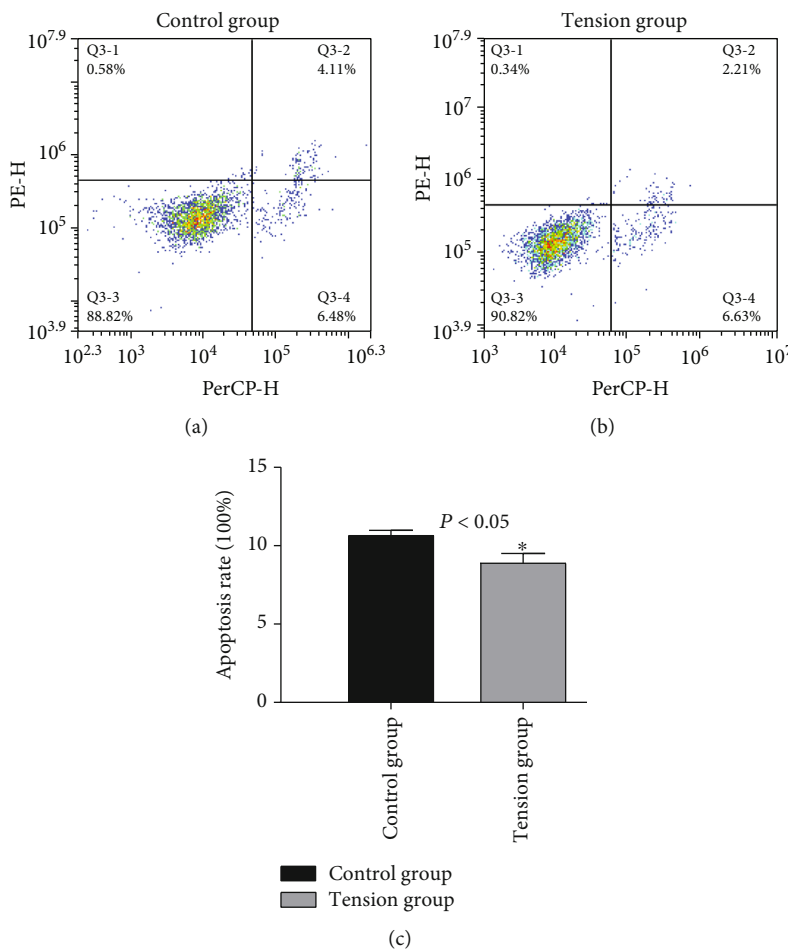 Control group
10^7.9
10^6
10^5
10^3.9
PE-H
Q3-1
0.58%
Q3-2
4.11%
Q3-3
88.82%
Q3-4
6.48%
10^2.3 10^3 10^4 10^5 10^6.3
PerCP-H
(a)
Tension group
10^7.9
10^7
10^6
10^5
10^3.9
PE-H
Q3-1
0.34%
Q3-2
2.21%
Q3-3
90.82%
Q3-4
6.63%
10^3 10^4 10^5 10^6 10^7
PerCP-H
(b)
15
10
5
0
Apoptosis rate (100%)
P < 0.05
*
Control group
Tension group
Control group
Tension group
(c)